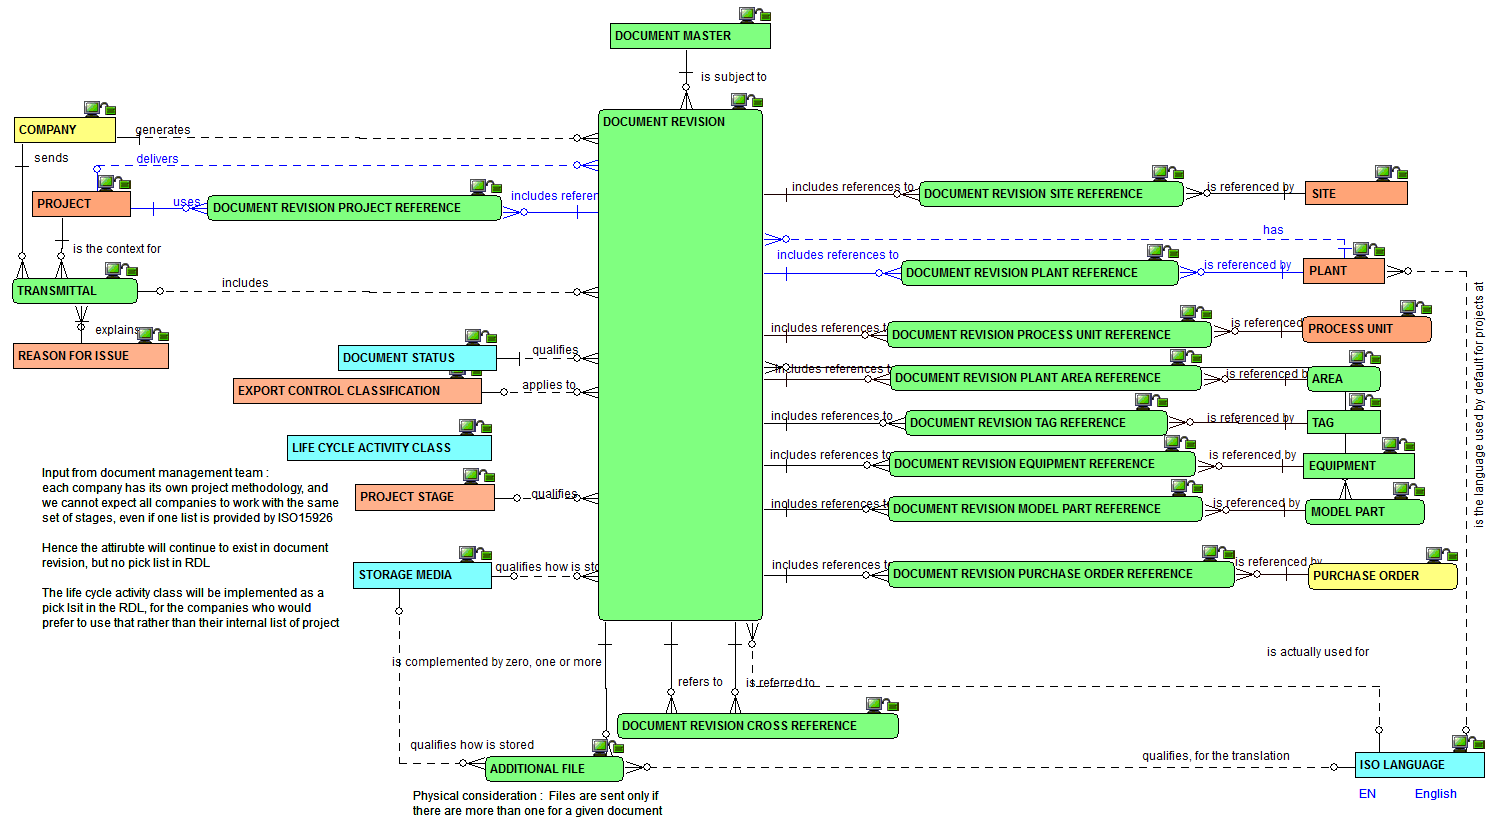 DOCUMENT MASTER
is subject to
COMPANY
generates
DOCUMENT REVISION
sends
delivers
PROJECT
uses
DOCUMENT REVISION PROJECT REFERENCE
includes referen
includes references to
DOCUMENT REVISION SITE REFERENCE
is referenced by
SITE
is the context for
has
includes references to
DOCUMENT REVISION PLANT REFERENCE
is referenced by
PLANT
TRANSMITTAL
includes
explains
REASON FOR ISSUE
includes references t
DOCUMENT REVISION PROCESS UNIT REFERENCE
is referenced
PROCESS UNIT
DOCUMENT STATUS
qualifies
includes references t
DOCUMENT REVISION PLANT AREA REFERENCE
is referenced b
AREA
EXPORT CONTROL CLASSIFICATION
applies to
includes references to
DOCUMENT REVISION TAG REFERENCE
is referenced by
TAG
LIFE CYCLE ACTIVITY CLASS
includes references to
DOCUMENT REVISION EQUIPMENT REFERENCE
is referenced by
EQUIPMENT
Input from document management team :
each company has its own project methodology, and
we cannot expect all companies to work with the same
set of stages, even if one list is provided by ISO15926
Hence the attirubte will continue to exist in document
revision, but no pick list in RDL
The life cycle activity class will be implemented as a
pick lsit in the RDL, for the companies who would
prefer to use that rather than their internal list of project
PROJECT STAGE
qualifies
includes references to
DOCUMENT REVISION MODEL PART REFERENCE
is referenced by
MODEL PART
STORAGE MEDIA
qualifies how is sto
includes references t
DOCUMENT REVISION PURCHASE ORDER REFERENCE
is referenced by
PURCHASE ORDER
is the language used by default for projects at
is complemented by zero, one or more
refers to
is referred to
is actually used for
DOCUMENT REVISION CROSS REFERENCE
qualifies how is stored
ADDITIONAL FILE
qualifies, for the translation
ISO LANGUAGE
EN English
Physical consideration : Files are sent only if
there are more than one for a given document